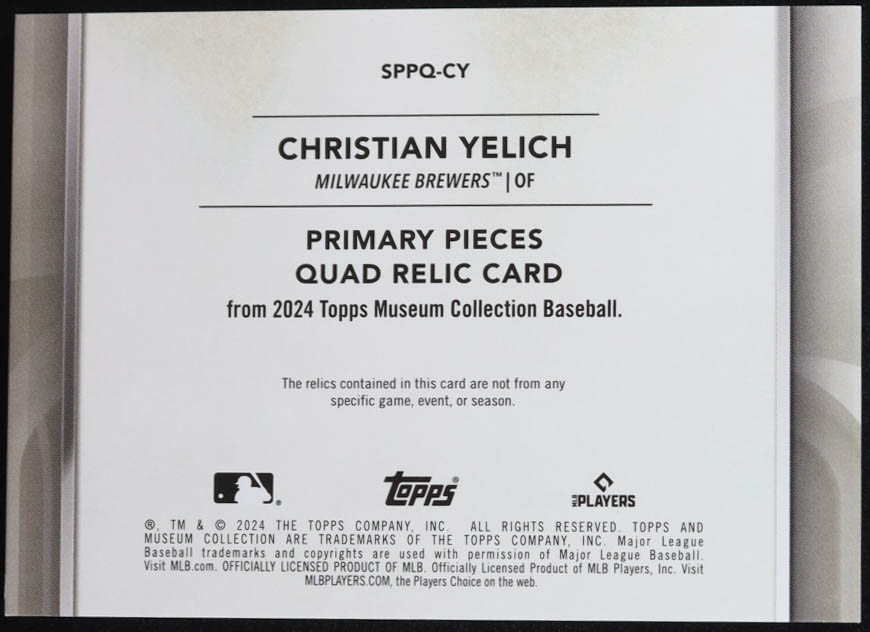 SPPQ-CY
CHRISTIAN YELICH
MILWAUKEE BREWERS™ | OF
PRIMARY PIECES
QUAD RELIC CARD
from 2024 Topps Museum Collection Baseball.
The relics contained in this card are not from any
specific game, event, or season.
® topps® MLB PLAYERS
®, TM & © 2024 THE TOPPS COMPANY, INC. ALL RIGHTS RESERVED. TOPPS AND
MUSEUM COLLECTION ARE TRADEMARKS OF THE TOPPS COMPANY, INC. Major League
Baseball trademarks and copyrights are used with permission of Major League Baseball.
Visit MLB.com. OFFICIALLY LICENSED PRODUCT OF MLB. Officially Licensed Product of MLB Players, Inc. Visit
MLBPLAYERS.COM, the Players Choice on the web.